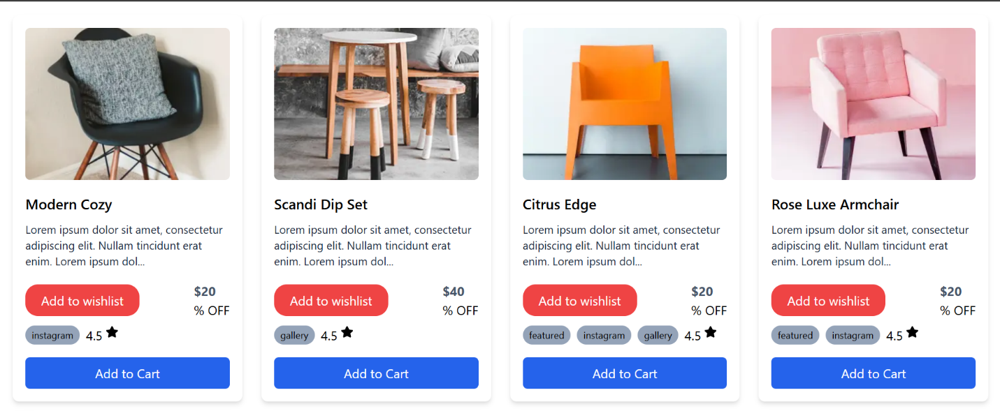 Modern Cozy
Lorem ipsum dolor sit amet, consectetur
adipiscing elit. Nullam tincidunt erat
enim. Lorem ipsum dol...
Add to wishlist
$20
% OFF
instagram 4.5
Add to Cart
Scandi Dip Set
Lorem ipsum dolor sit amet, consectetur
adipiscing elit. Nullam tincidunt erat
enim. Lorem ipsum dol...
Add to wishlist
$40
% OFF
gallery 4.5
Add to Cart
Citrus Edge
Lorem ipsum dolor sit amet, consectetur
adipiscing elit. Nullam tincidunt erat
enim. Lorem ipsum dol...
Add to wishlist
$20
% OFF
featured instagram gallery 4.5
Add to Cart
Rose Luxe Armchair
Lorem ipsum dolor sit amet, consectetur
adipiscing elit. Nullam tincidunt erat
enim. Lorem ipsum dol...
Add to wishlist
$20
% OFF
featured instagram 4.5
Add to Cart